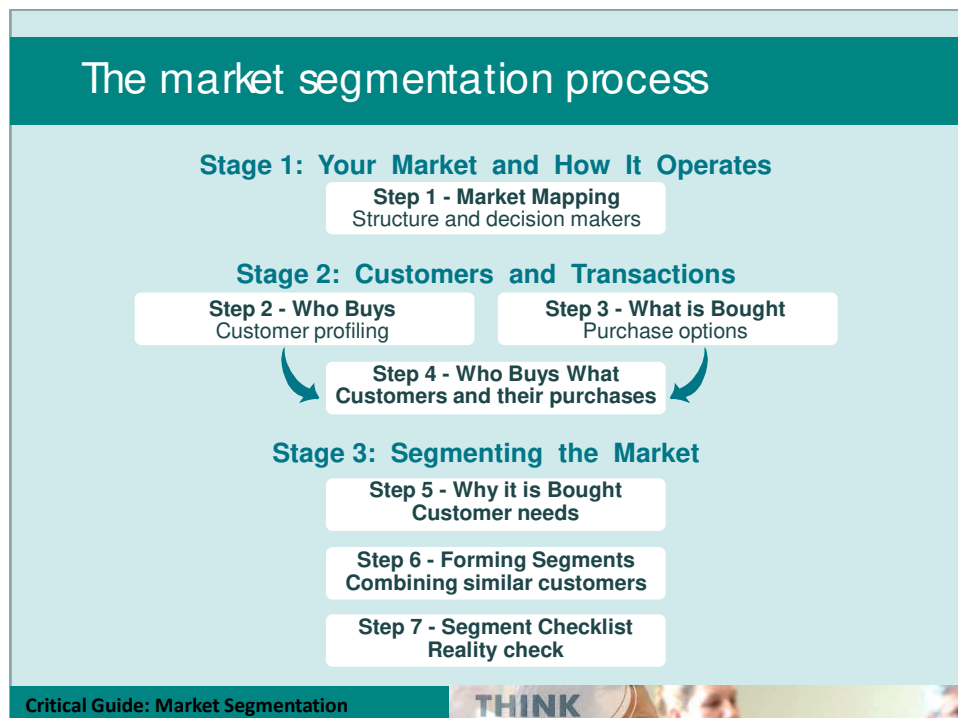 The market segmentation process
Stage 1: Your Market and How It Operates
Step 1 - Market Mapping
Structure and decision makers
Stage 2: Customers and Transactions
Step 2 - Who Buys
Customer profiling
Step 3 - What is Bought
Purchase options
Step 4 - Who Buys What
Customers and their purchases
Stage 3: Segmenting the Market
Step 5 - Why it is Bought
Customer needs
Step 6 - Forming Segments
Combining similar customers
Step 7 - Segment Checklist
Reality check
Critical Guide: Market Segmentation
THINK